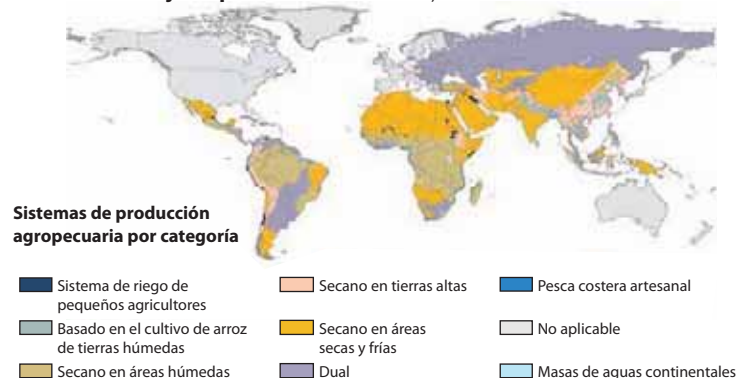 Sistemas de producción
agropecuaria por categoría
Sistema de riego de
pequeños agricultores
Basado en el cultivo de arroz
de tierras húmedas
Secano en áreas húmedas
Secano en tierras altas
Secano en áreas
secas y frías
Dual
Pesca costera artesanal
No aplicable
Masas de aguas continentales